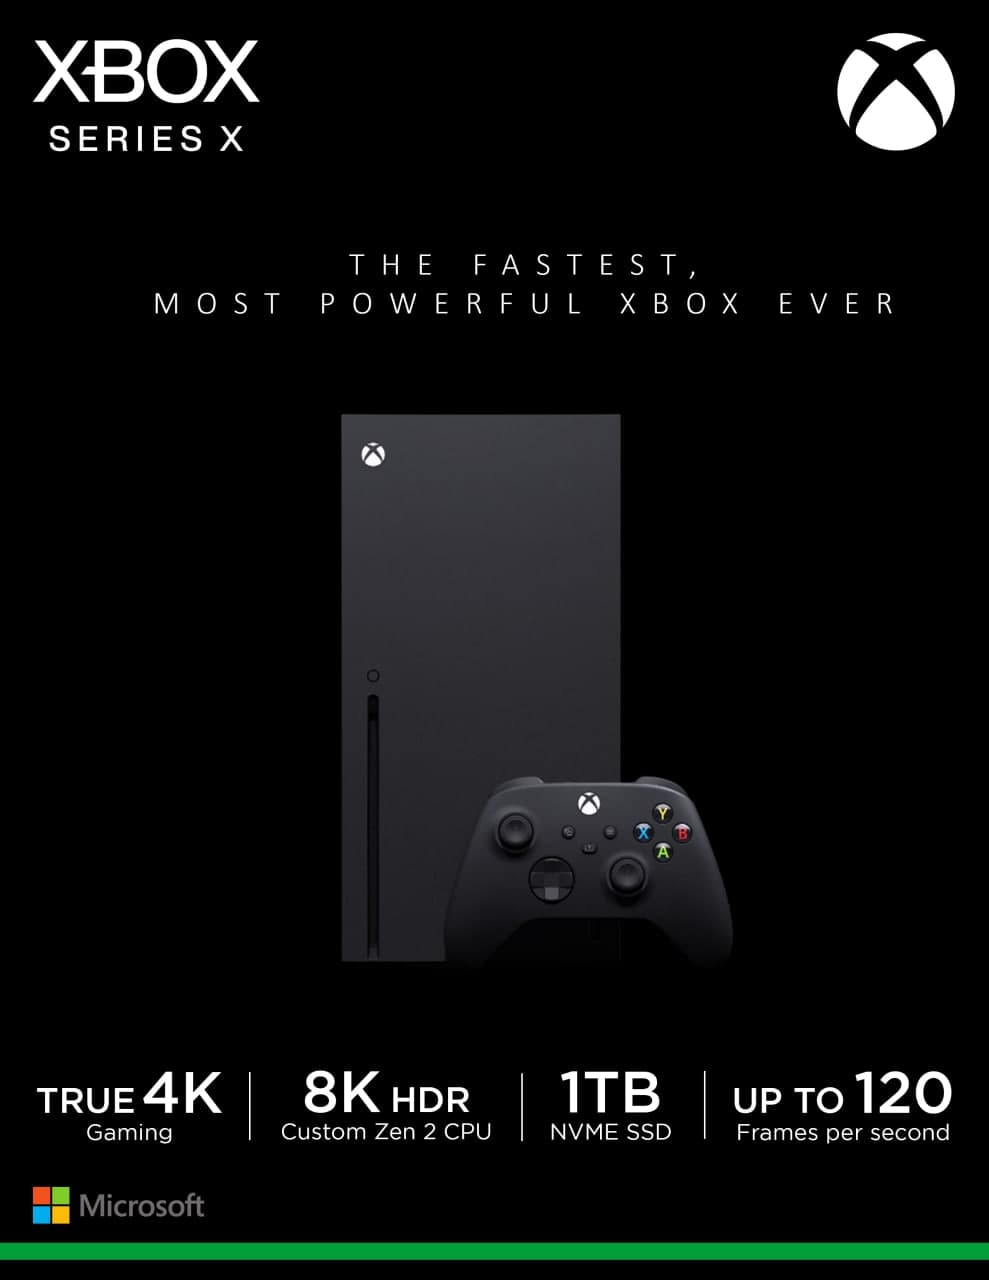 XBOX
SERIES X
THE FASTEST,
MOST POWERFUL XBOX EVER
Y
X B
A
TRUE 4K
Gaming
8K HDR
Custom Zen 2 CPU
1TB
NVME SSD
UP TO 120
Frames per second
Microsoft